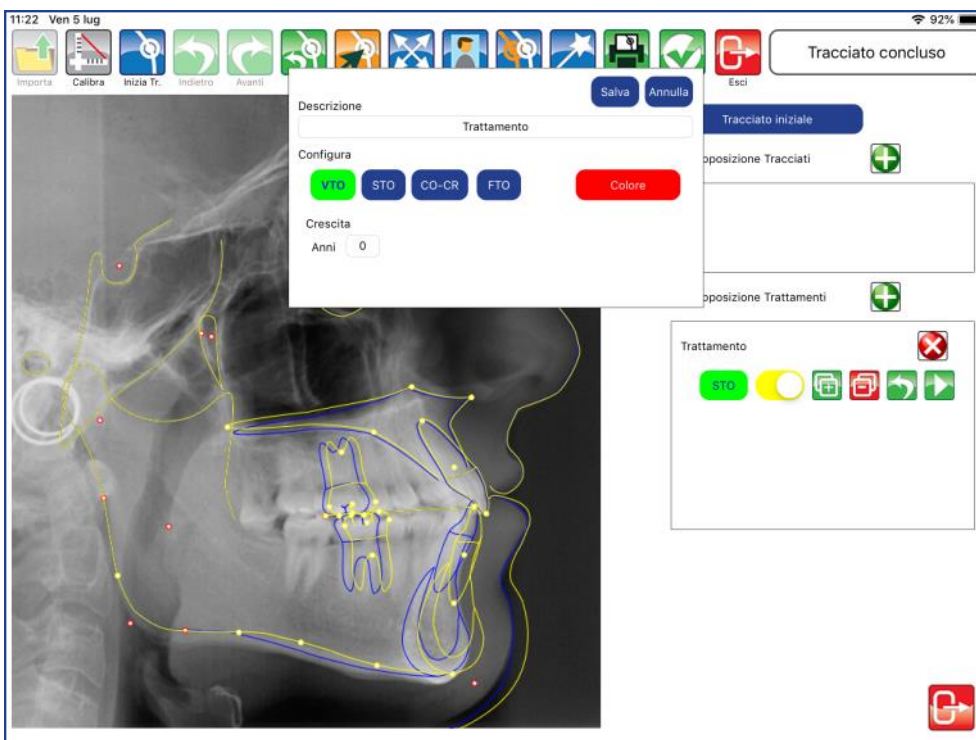 11:22 Ven 5 lug
92%
Importa
Calibra
Inizia Tr.
Indietro
Avanti
Esci
Tracciato concluso
Salva
Annulla
Descrizione
Trattamento
Configura
VTO
STO
CO-CR
FTO
Colore
Crescita
Anni 0
Tracciato iniziale
pposizione Tracciati
pposizione Trattamenti
Trattamento
STO